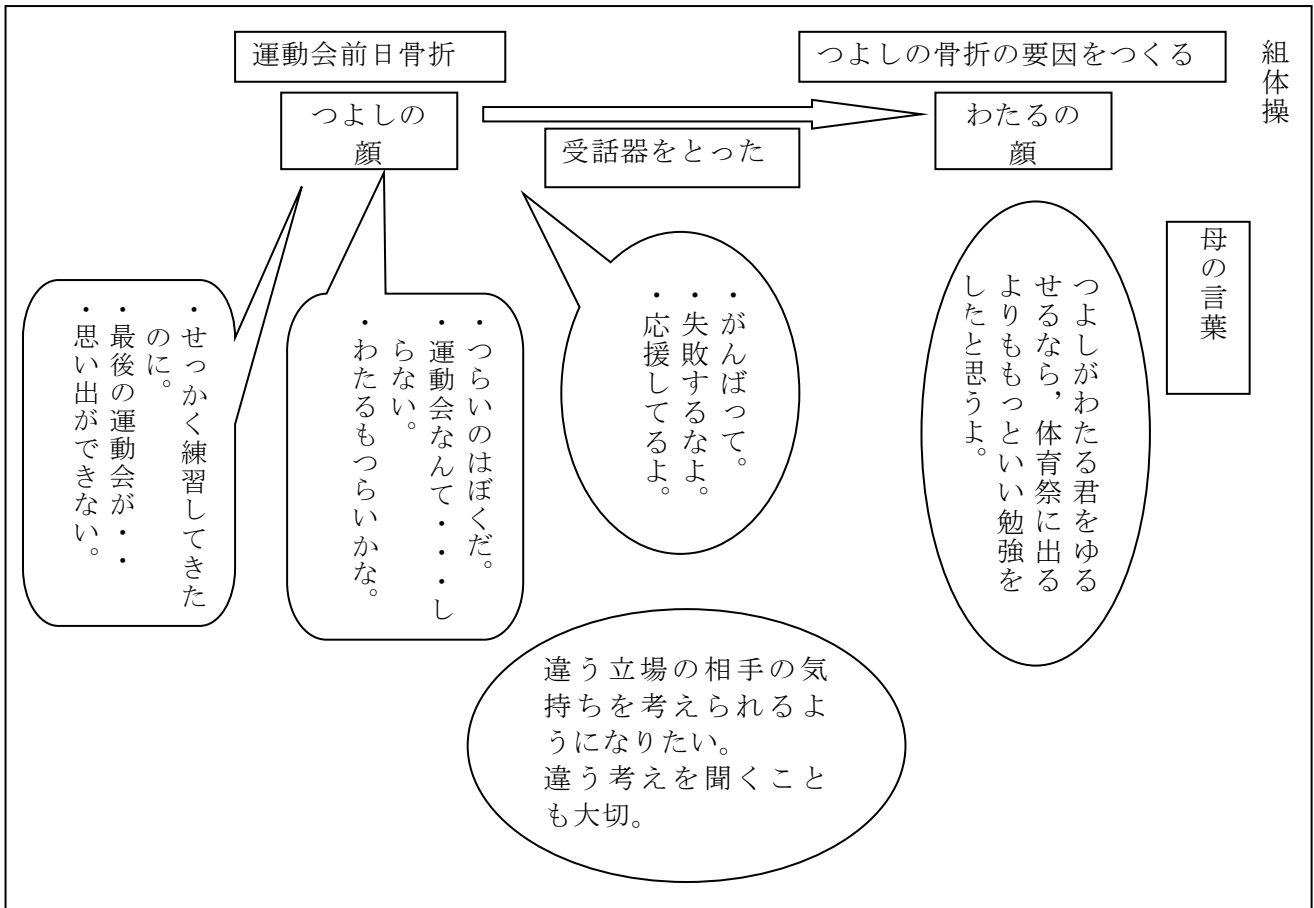 組体操
つよしの骨折の要因をつくる
わたるの
顔
母の言葉
つよしがわたる君をゆる
せるなら，体育祭に出る
よりももっといい勉強を
したと思うよ。
運動会前日骨折
つよしの
顔
受話器をとった
・がんばって。
・失敗するなよ。
・応援してるよ。
・つらいのはぼくだ。
・運動会なんて・・・し
らない。
・わたるもつらいかな。
・せっかく練習してきた
のに。
・最後の運動会が・・
・思い出ができない。
違う立場の相手の気
持ちを考えられるよ
うになりたい。
違う考えを聞くこと
も大切。